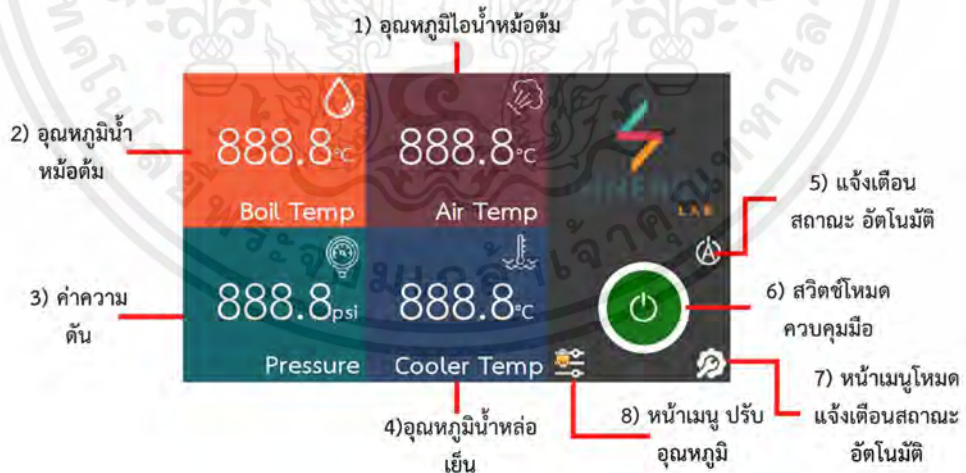 1) อุณหภูมิไอน้ำหม้อต้ม
2) อุณหภูมิน้ำ
หม้อต้ม
888.8°C
Boil Temp
888.8°C
Air Temp
LAB
5) แจ้งเตือน
สถาณะ อัตโนมัติ
3) ค่าความ
ดัน
888.8psi
Pressure
888.8°C
Cooler Temp
A
6) สวิตซ์โหมด
ควบคุมมือ
4)อุณหภูมิน้ำหล่อ
เย็น
8) หน้าเมนู ปรับ
อุณหภูมิ
7) หน้าเมนูโหมด
แจ้งเตือนสถาณะ
อัตโนมัติ